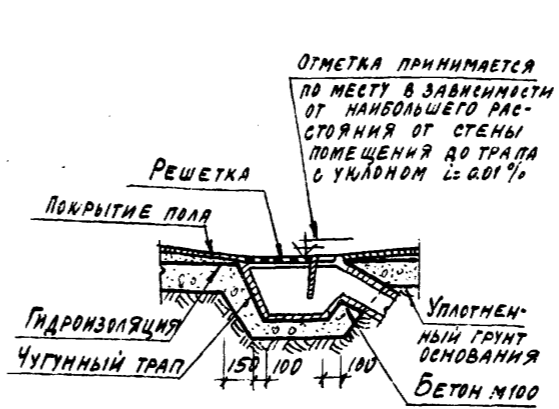 Отметка принимается
по месту в зависимости
от наибольшего рас-
стояния от стены
помещения до трапа
с уклоном i=0.01%
Решетка
Покрытие пола
Гидроизоляция
Чугунный трап
150 100 100
Уплотнен-
ный грунт
основания
Бетон М100